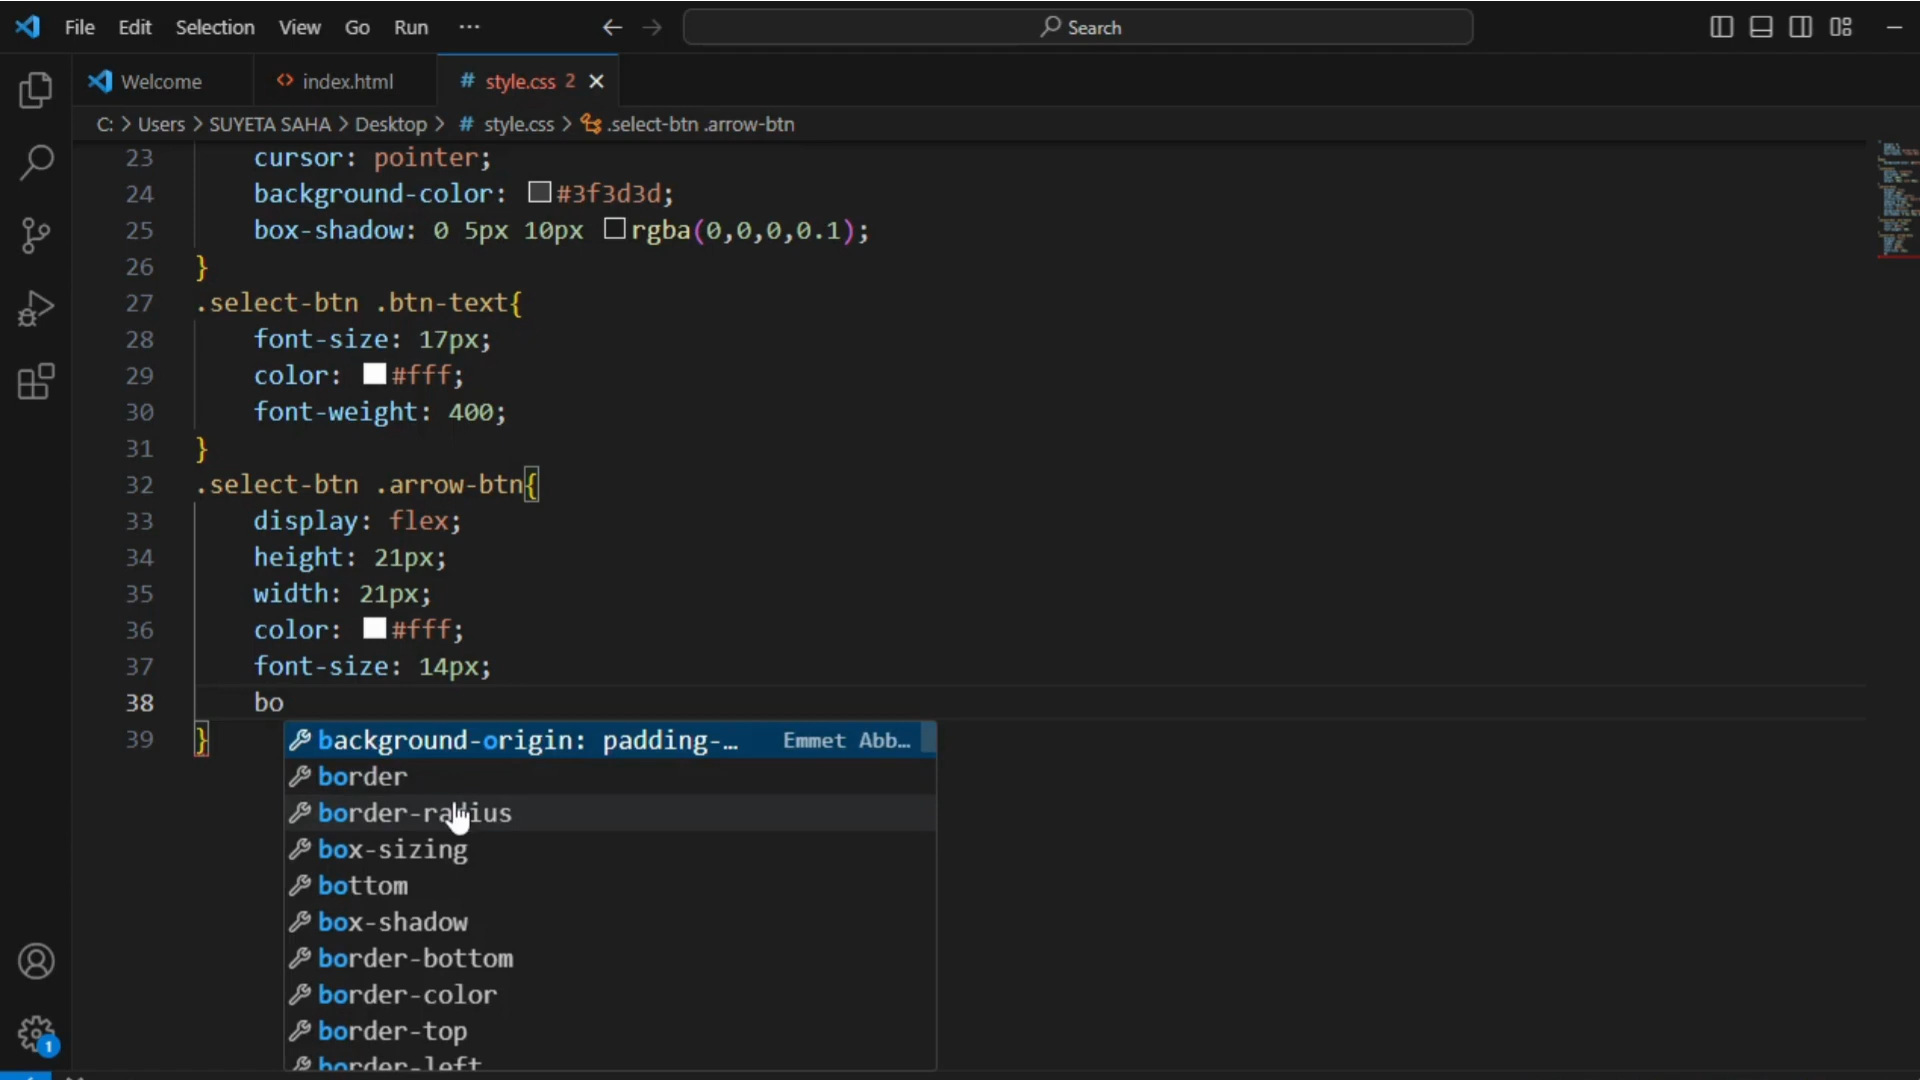 File Edit Selection View Go Run ··· Search
Welcome index.html # style.css 2
C: > Users > SUYETA SAHA > Desktop > # style.css > .select-btn .arrow-btn
23 cursor: pointer;
24 background-color: #3f3d3d;
25 box-shadow: 0 5px 10px rgba(0,0,0,0.1);
26 }
27 .select-btn .btn-text{
28 font-size: 17px;
29 color: #fff;
30 font-weight: 400;
31 }
32 .select-btn .arrow-btn{
33 display: flex;
34 height: 21px;
35 width: 21px;
36 color: #fff;
37 font-size: 14px;
38 bo
39 }
background-origin: padding-… Emmet Abb…
border
border-radius
box-sizing
bottom
box-shadow
border-bottom
border-color
border-top
border-left
1